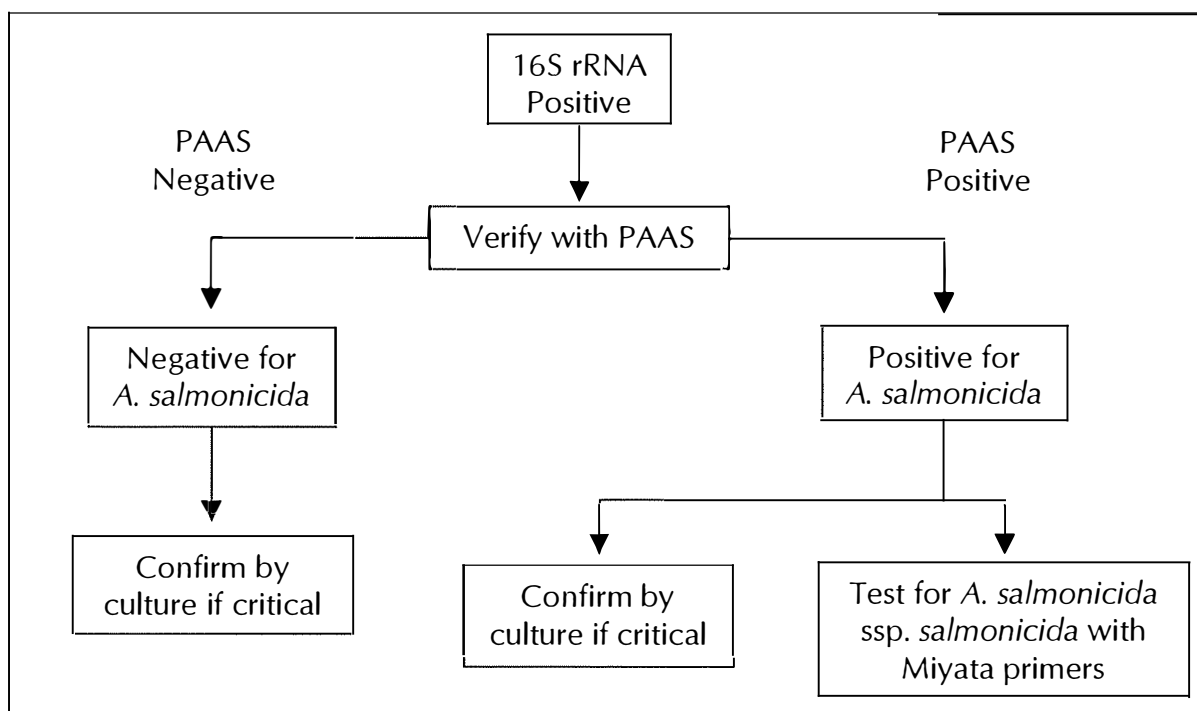 16S rRNA
Positive
PAAS
Negative
PAAS
Positive
Verify with PAAS
Negative for
A. salmonicida
Positive for
A. salmonicida
Confirm by
culture if critical
Confirm by
culture if critical
Test for A. salmonicida
ssp. salmonicida with
Miyata primers